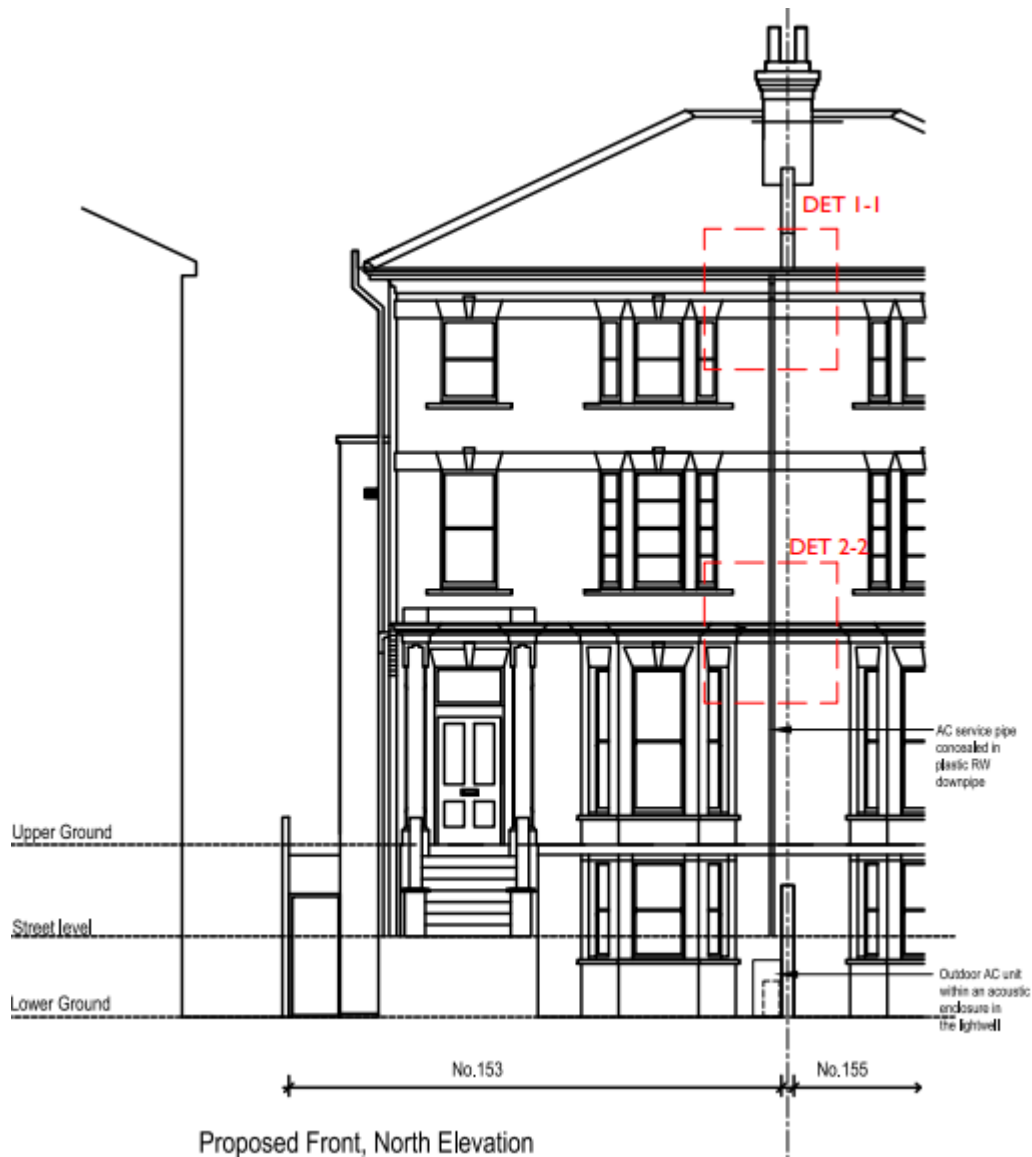 DET 1-1
DET 2-2
AC service pipe
concealed in
plastic RW
downpipe
Upper Ground
Street level
Lower Ground
Outdoor AC unit
within an acoustic
enclosure in
the lightwell
No.153
No.155
Proposed Front, North Elevation